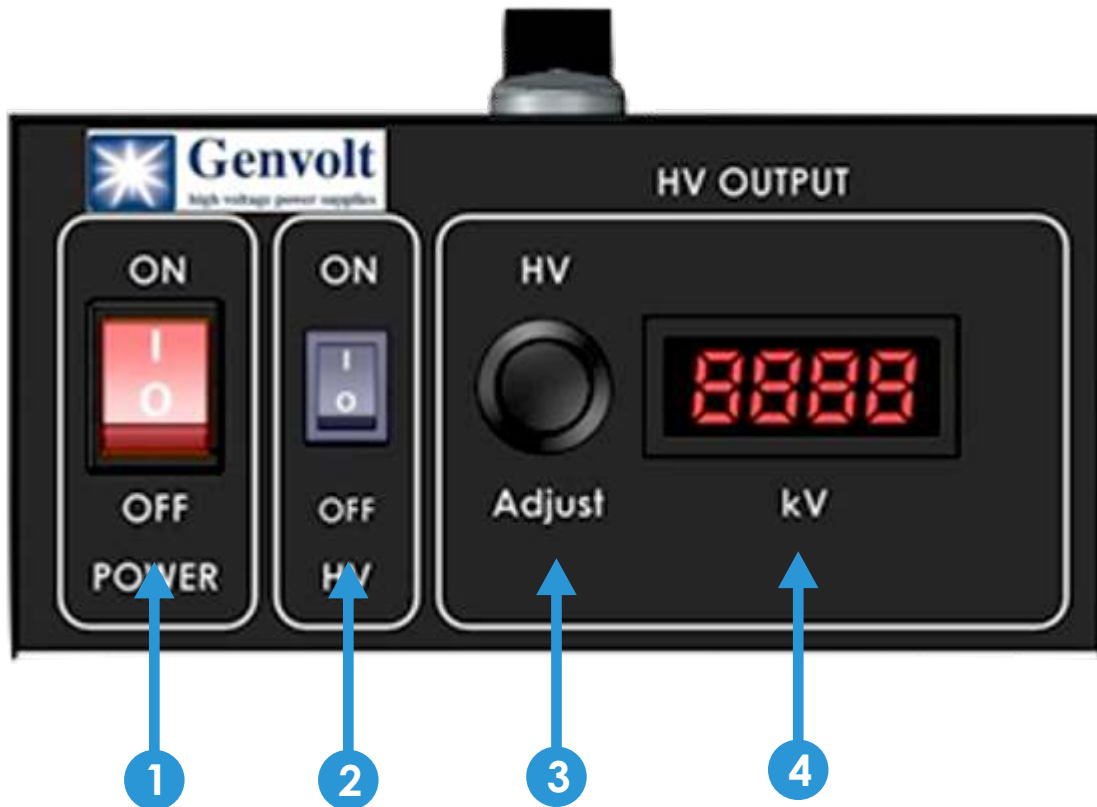 Genvolt
high voltage power supplies
HV OUTPUT
ON
I
O
OFF
POWER
ON
I
O
OFF
HV
HV
Adjust
8888
kV
1
2
3
4